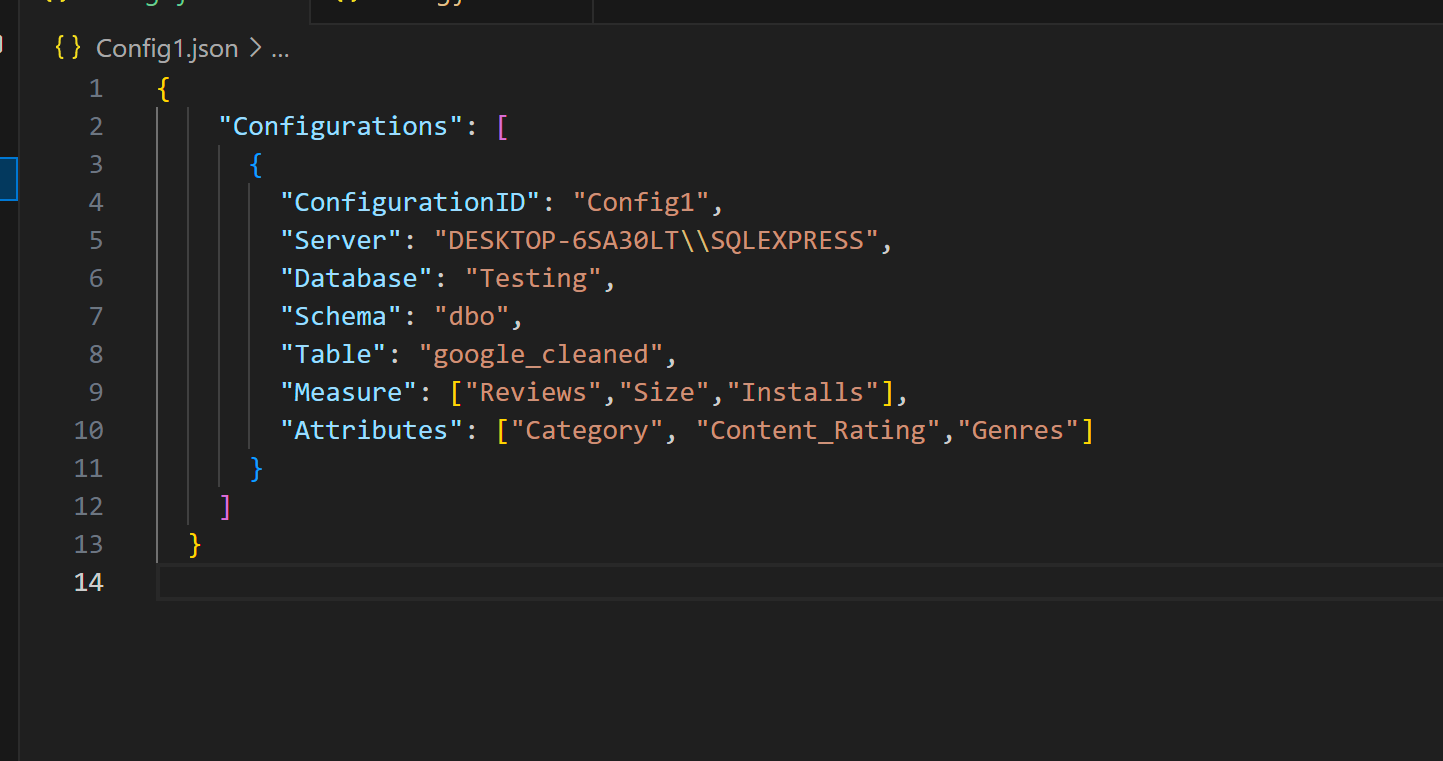 {} Config1.json > ...
1 {
2 "Configurations": [
3 {
4 "ConfigurationID": "Config1",
5 "Server": "DESKTOP-6SA30LT\\SQLEXPRESS",
6 "Database": "Testing",
7 "Schema": "dbo",
8 "Table": "google_cleaned",
9 "Measure": ["Reviews","Size","Installs"],
10 "Attributes": ["Category", "Content_Rating","Genres"]
11 }
12 ]
13 }
14